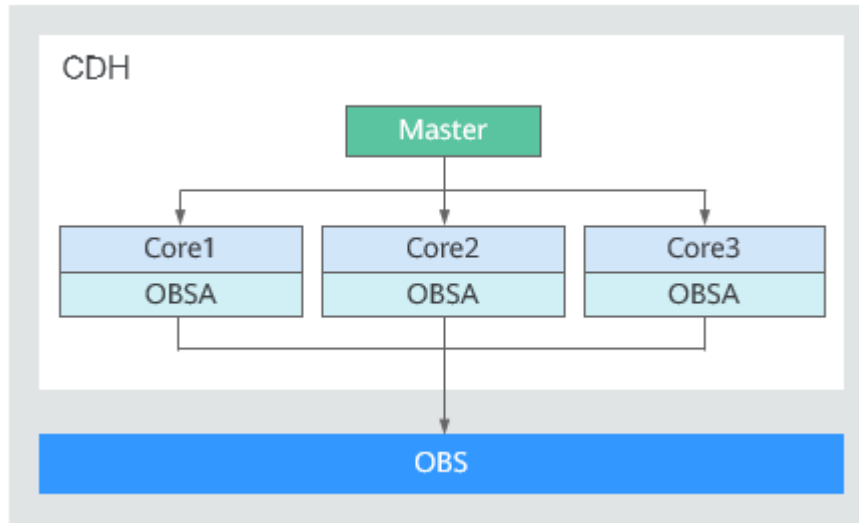 CDH
Master
Core1
Core2
Core3
OBSA
OBSA
OBSA
OBS